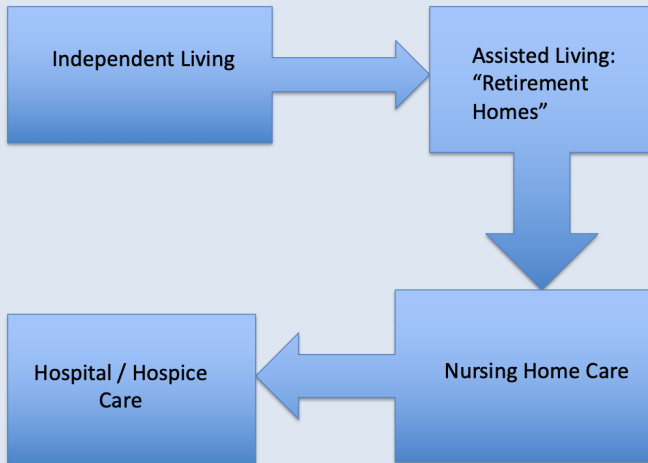 Independent Living
Assisted Living:
“Retirement
Homes”
Nursing Home Care
Hospital / Hospice
Care